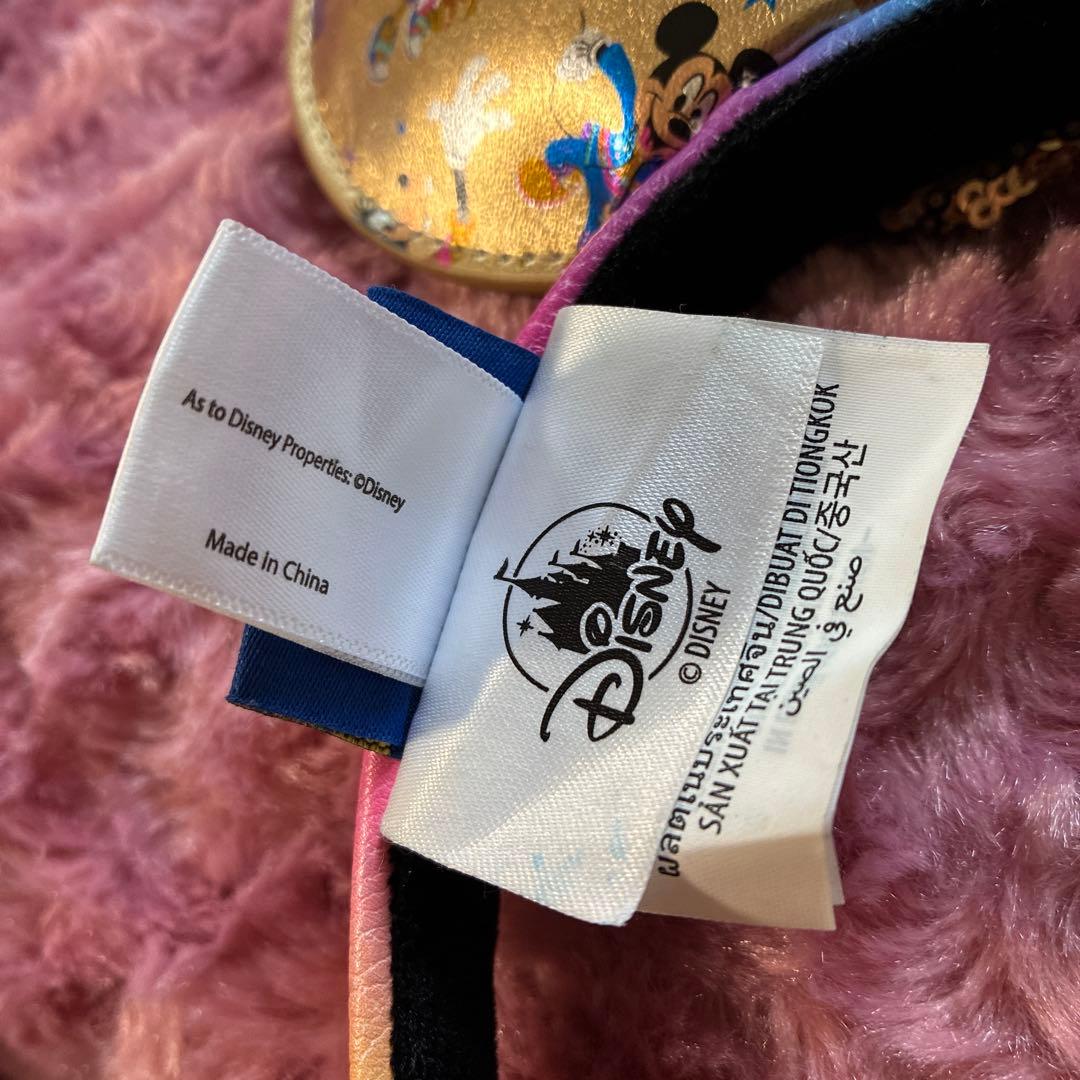 As to Disney Properties: ©Disney
Made in China
Disney
© DISNEY
ผลิตในประเทศจีน/DIBUAT DI TIONGKOK
SẢN XUẤT TẠI TRUNG QUỐC/중국산
صنع في الصين